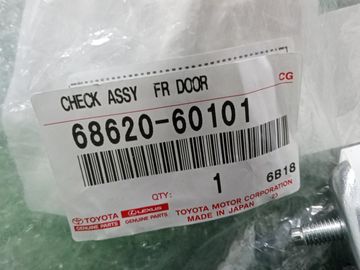 CHECK ASSY FR DOOR
CG
68620-60101
QTY: 1 6B18
TOYOTA LEXUS TOYOTA MOTOR CORPORATION
GENUINE PARTS GENUINE PARTS MADE IN JAPAN